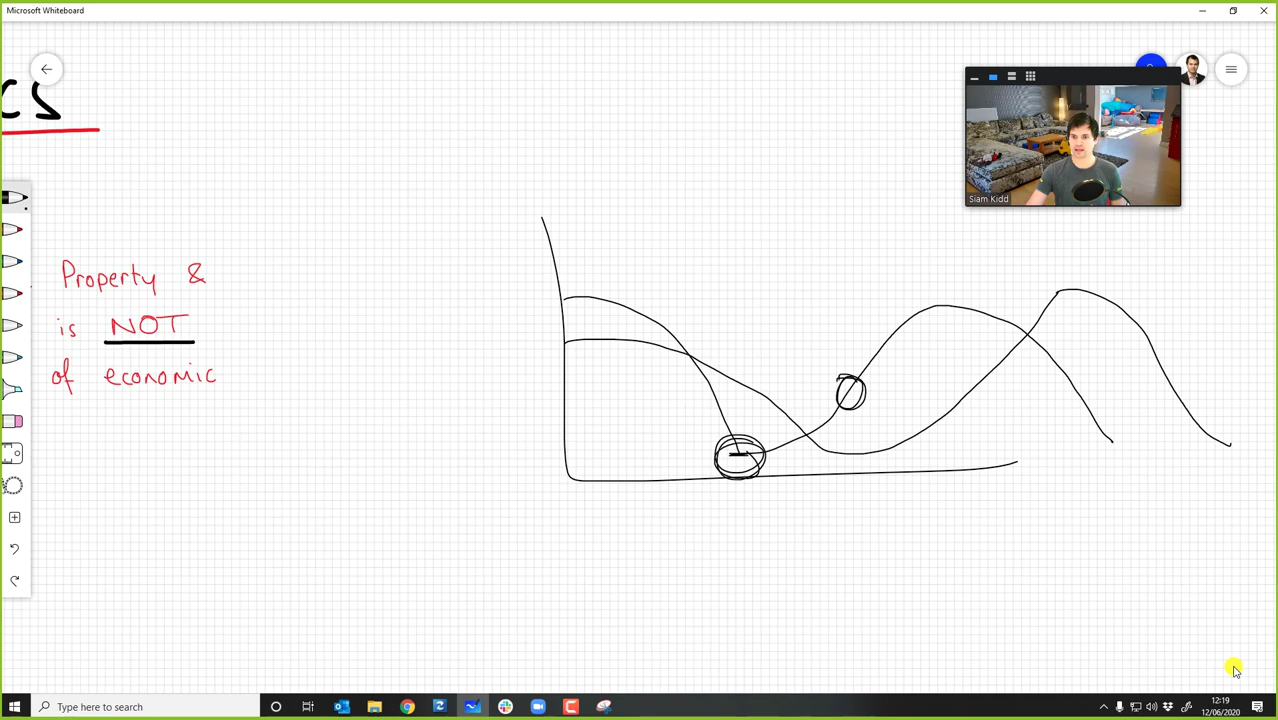 Microsoft Whiteboard
CS
Siam Kidd
Property &
is NOT
of economic
Type here to search
12:19
12/06/2020